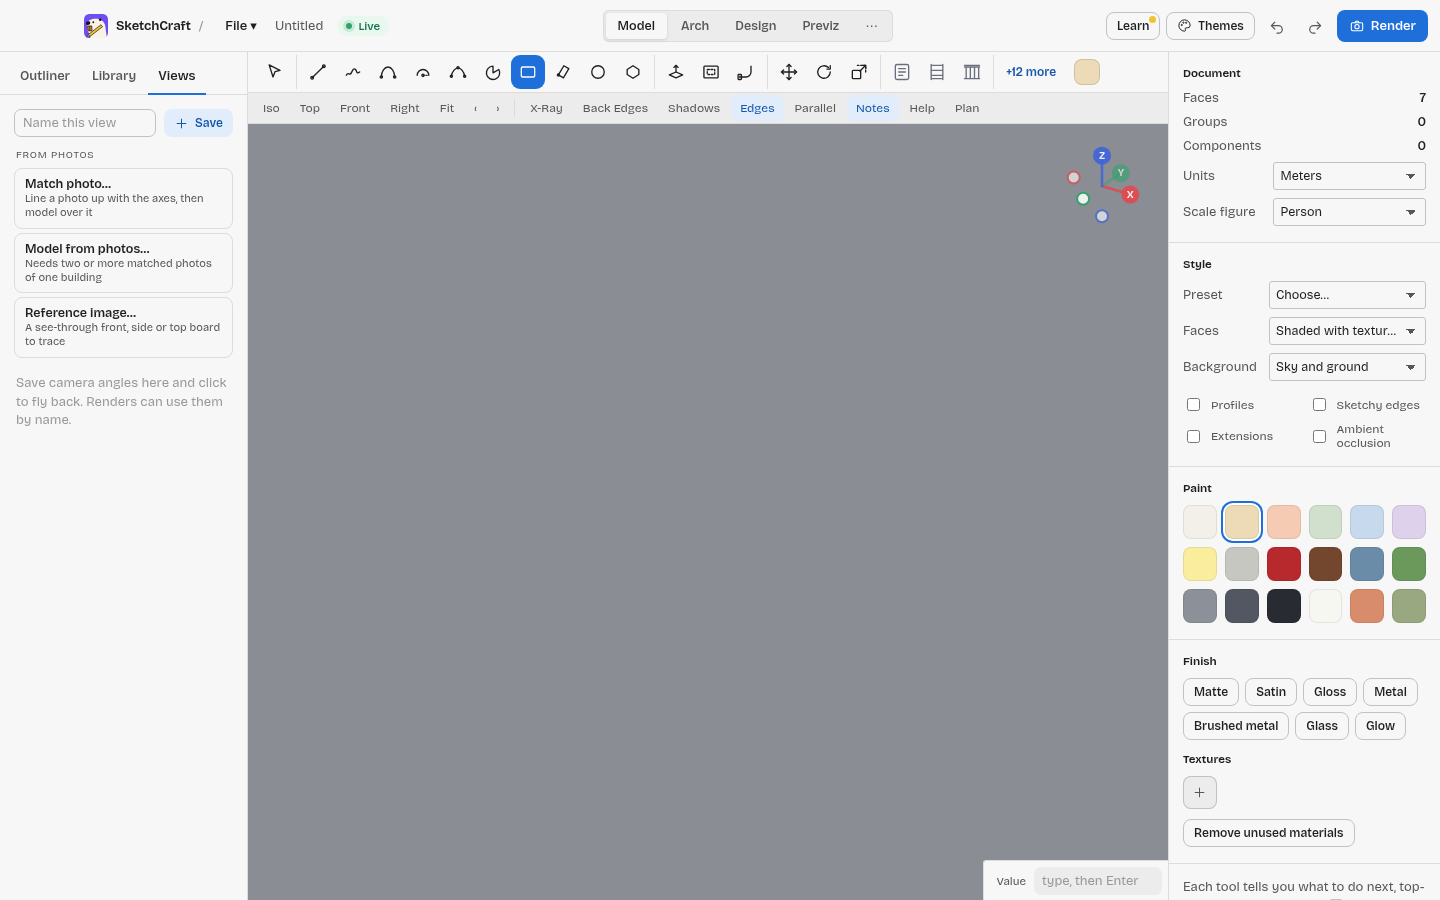 SketchCraft / File ▾ Untitled Live Model Arch Design Previz ··· Learn Themes Render
Outliner Library Views
+12 more
Iso Top Front Right Fit ‹ › X-Ray Back Edges Shadows Edges Parallel Notes Help Plan
Name this view + Save
FROM PHOTOS
Match photo...
Line a photo up with the axes, then
model over it
Model from photos...
Needs two or more matched photos
of one building
Reference image...
A see-through front, side or top board
to trace
Save camera angles here and click
to fly back. Renders can use them
by name.
Z
Y
X
Value type, then Enter
Document
Faces 7
Groups 0
Components 0
Units Meters
Scale figure Person
Style
Preset Choose...
Faces Shaded with textur...
Background Sky and ground
Profiles Sketchy edges
Extensions Ambient
occlusion
Paint
Finish
Matte Satin Gloss Metal
Brushed metal Glass Glow
Textures
+
Remove unused materials
Each tool tells you what to do next, top-